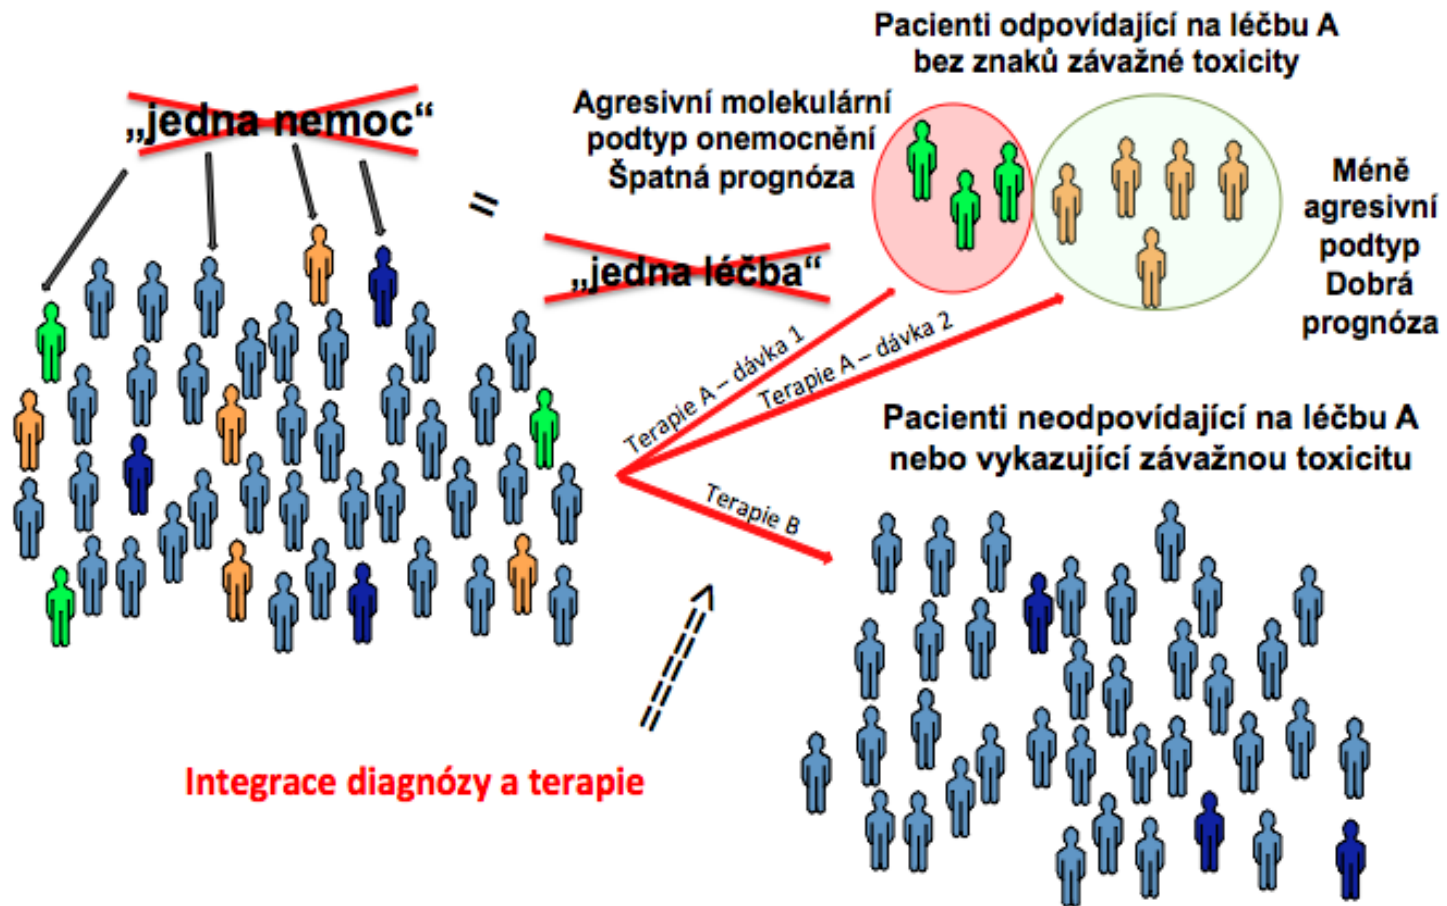 „jedna nemoc“
=
„jedna léčba“
Agresivní molekulární
podtyp onemocnění
Špatná prognóza
Pacienti odpovídající na léčbu A
bez znaků závažné toxicity
Méně
agresivní
podtyp
Dobrá
prognóza
Terapie A – dávka 1
Terapie A – dávka 2
Terapie B
Pacienti neodpovídající na léčbu A
nebo vykazující závažnou toxicitu
Integrace diagnózy a terapie